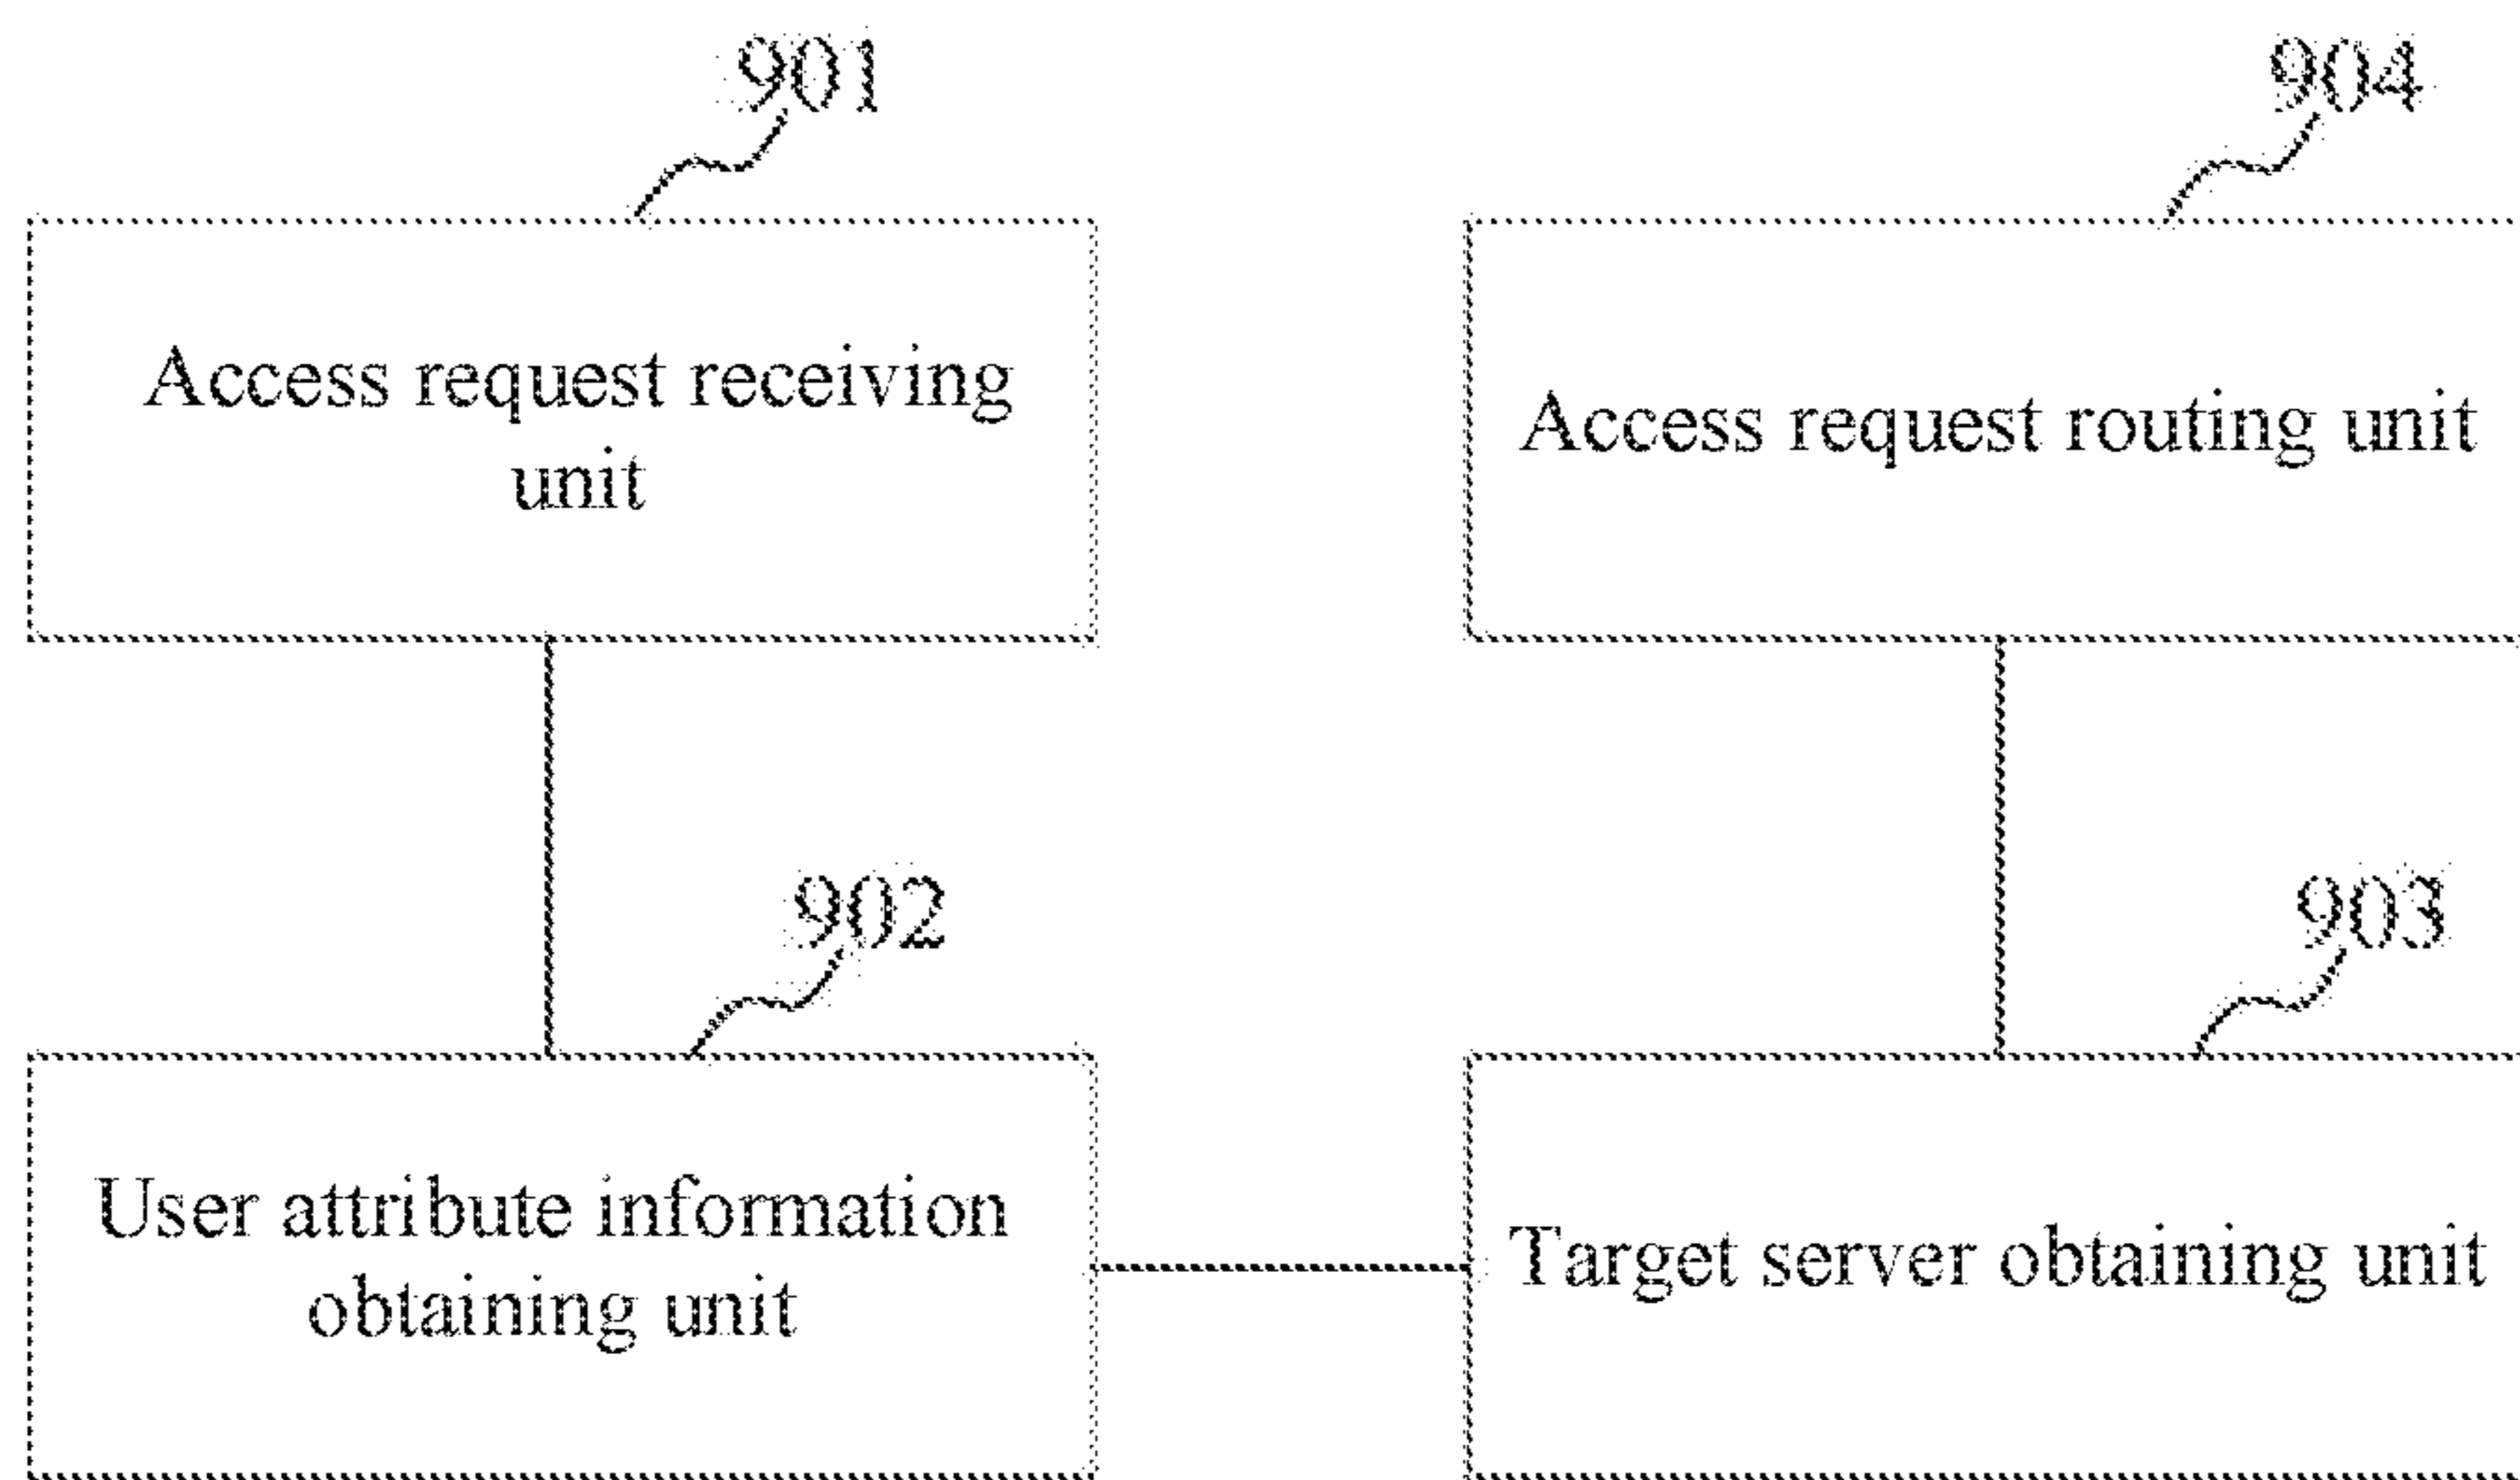 901
Access request receiving
unit
904
Access request routing unit
902
User attribute information
obtaining unit
903
Target server obtaining unit